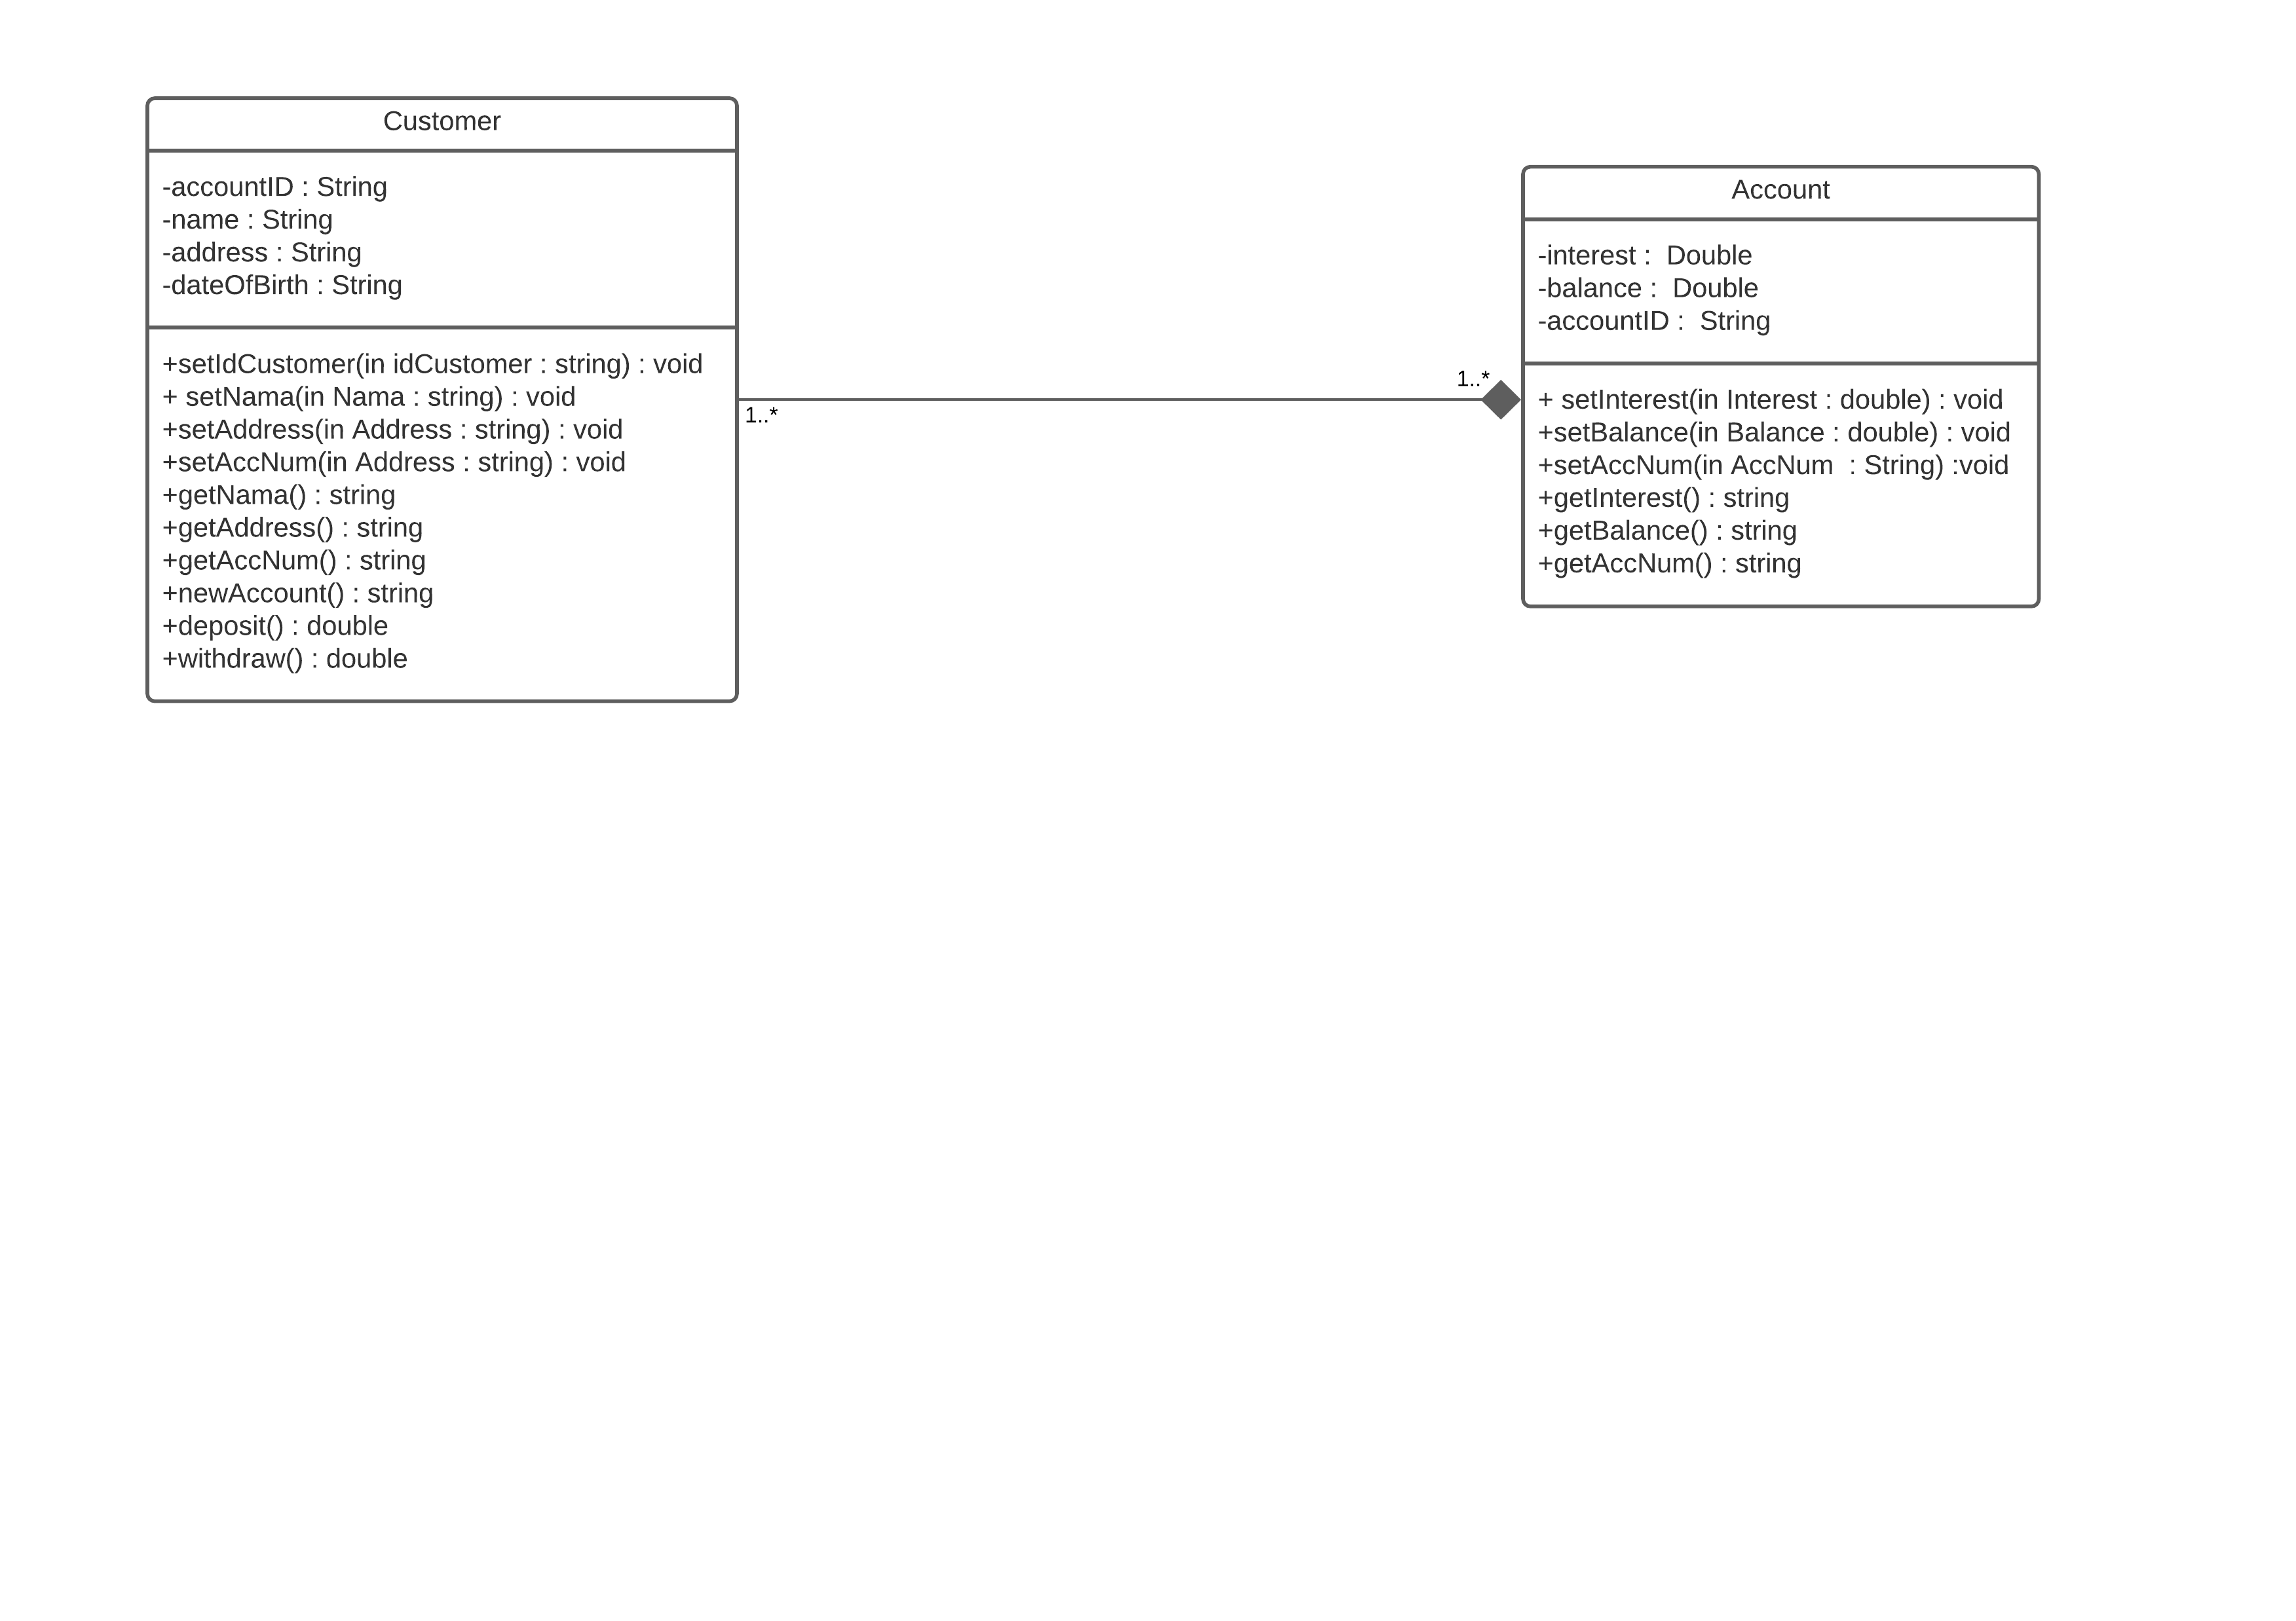 Customer
-accountID : String
-name : String
-address : String
-dateOfBirth : String
+setIdCustomer(in idCustomer : string) : void
+ setNama(in Nama : string) : void
+setAddress(in Address : string) : void
+setAccNum(in Address : string) : void
+getNama() : string
+getAddress() : string
+getAccNum() : string
+newAccount() : string
+deposit() : double
+withdraw() : double
1..*
1..*
Account
-interest :  Double
-balance :  Double
-accountID :  String
+ setInterest(in Interest : double) : void
+setBalance(in Balance : double) : void
+setAccNum(in AccNum  : String) :void
+getInterest() : string
+getBalance() : string
+getAccNum() : string